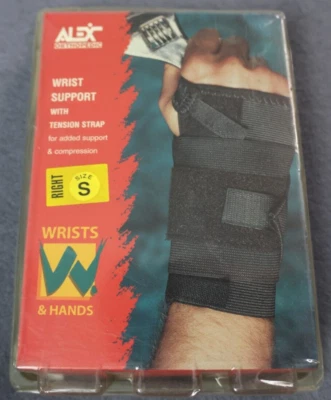 ALEX
ORTHOPEDIC
WRIST
SUPPORT
WITH
TENSION STRAP
for added support
& compression
RIGHT
SIZE
S
WRISTS
W
& HANDS